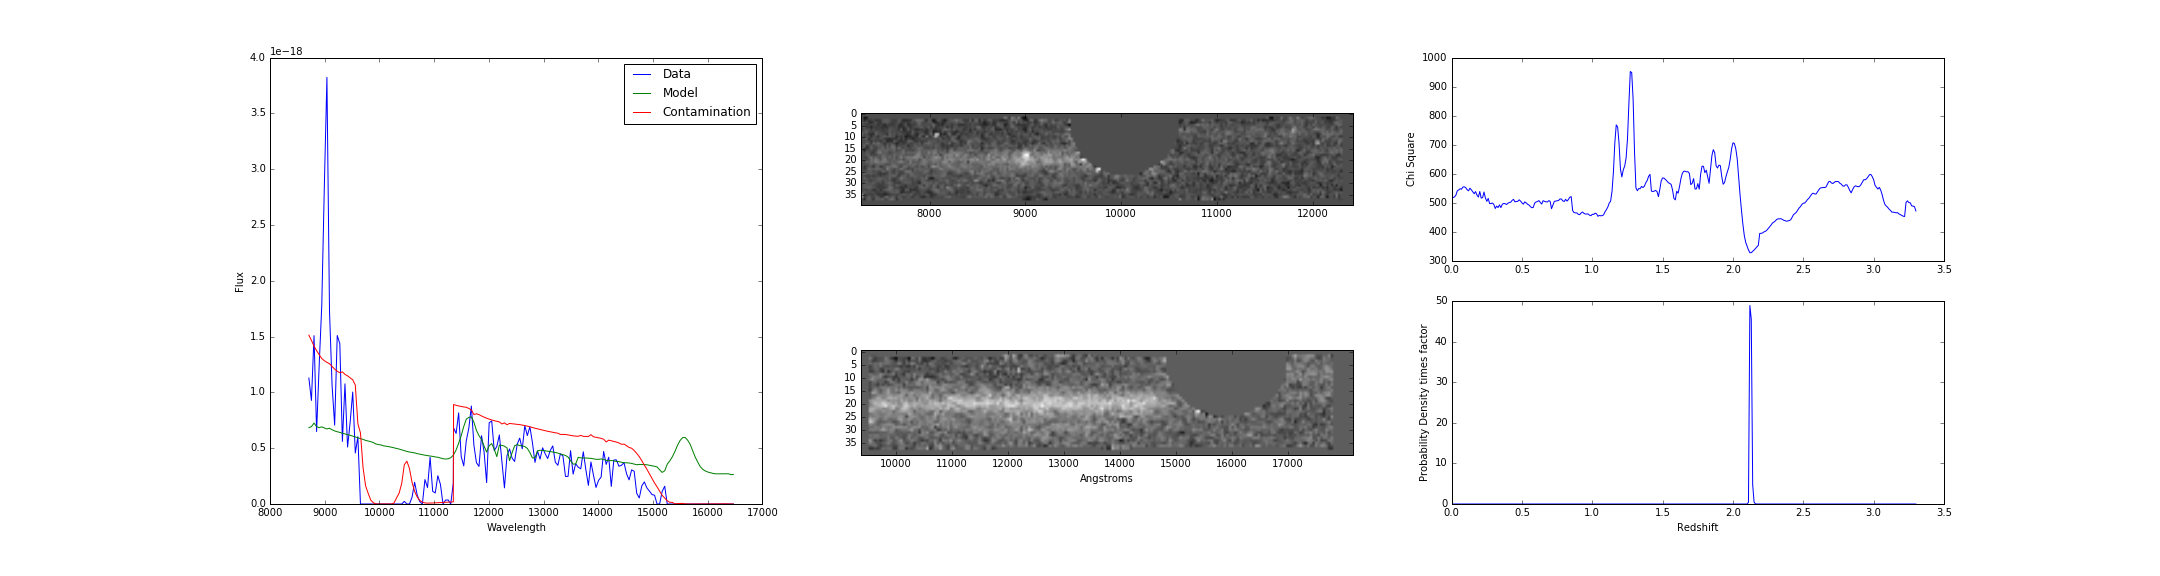 1e−18
4.0
3.5
3.0
2.5
2.0
1.5
1.0
0.5
0.0
Flux
8000 9000 10000 11000 12000 13000 14000 15000 16000 17000
Wavelength
Data
Model
Contamination
0
5
10
15
20
25
30
35
8000 9000 10000 11000 12000
0
5
10
15
20
25
30
35
10000 11000 12000 13000 14000 15000 16000 17000
Angstroms
1000
900
800
700
600
500
400
300
Chi Square
0.0 0.5 1.0 1.5 2.0 2.5 3.0 3.5
50
40
30
20
10
0
Probability Density times factor
0.0 0.5 1.0 1.5 2.0 2.5 3.0 3.5
Redshift